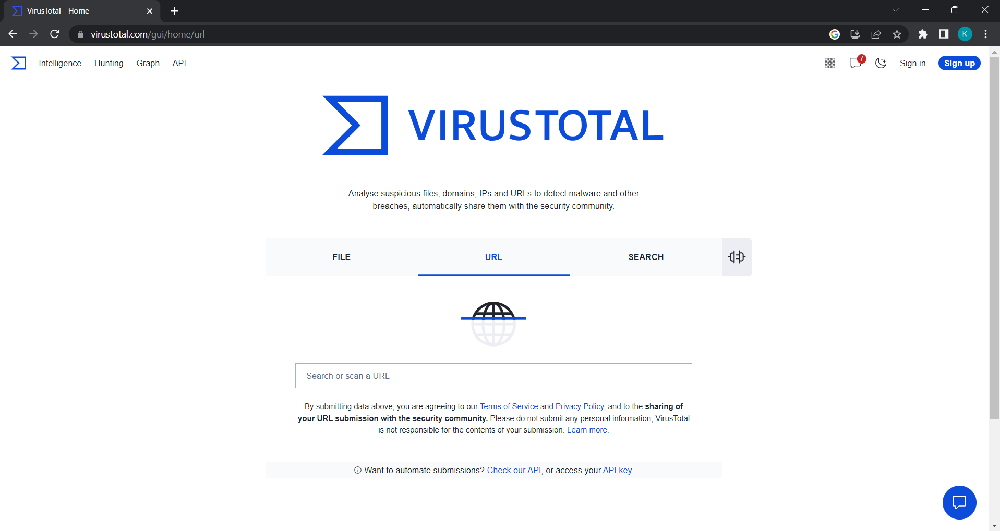 VirusTotal - Home
virustotal.com/gui/home/url
K
Intelligence Hunting Graph API
7
Sign in
Sign up
VIRUSTOTAL
Analyse suspicious files, domains, IPs and URLs to detect malware and other
breaches, automatically share them with the security community.
FILE
URL
SEARCH
Search or scan a URL
By submitting data above, you are agreeing to our Terms of Service and Privacy Policy, and to the sharing of
your URL submission with the security community. Please do not submit any personal information; VirusTotal
is not responsible for the contents of your submission. Learn more.
Want to automate submissions? Check our API, or access your API key.